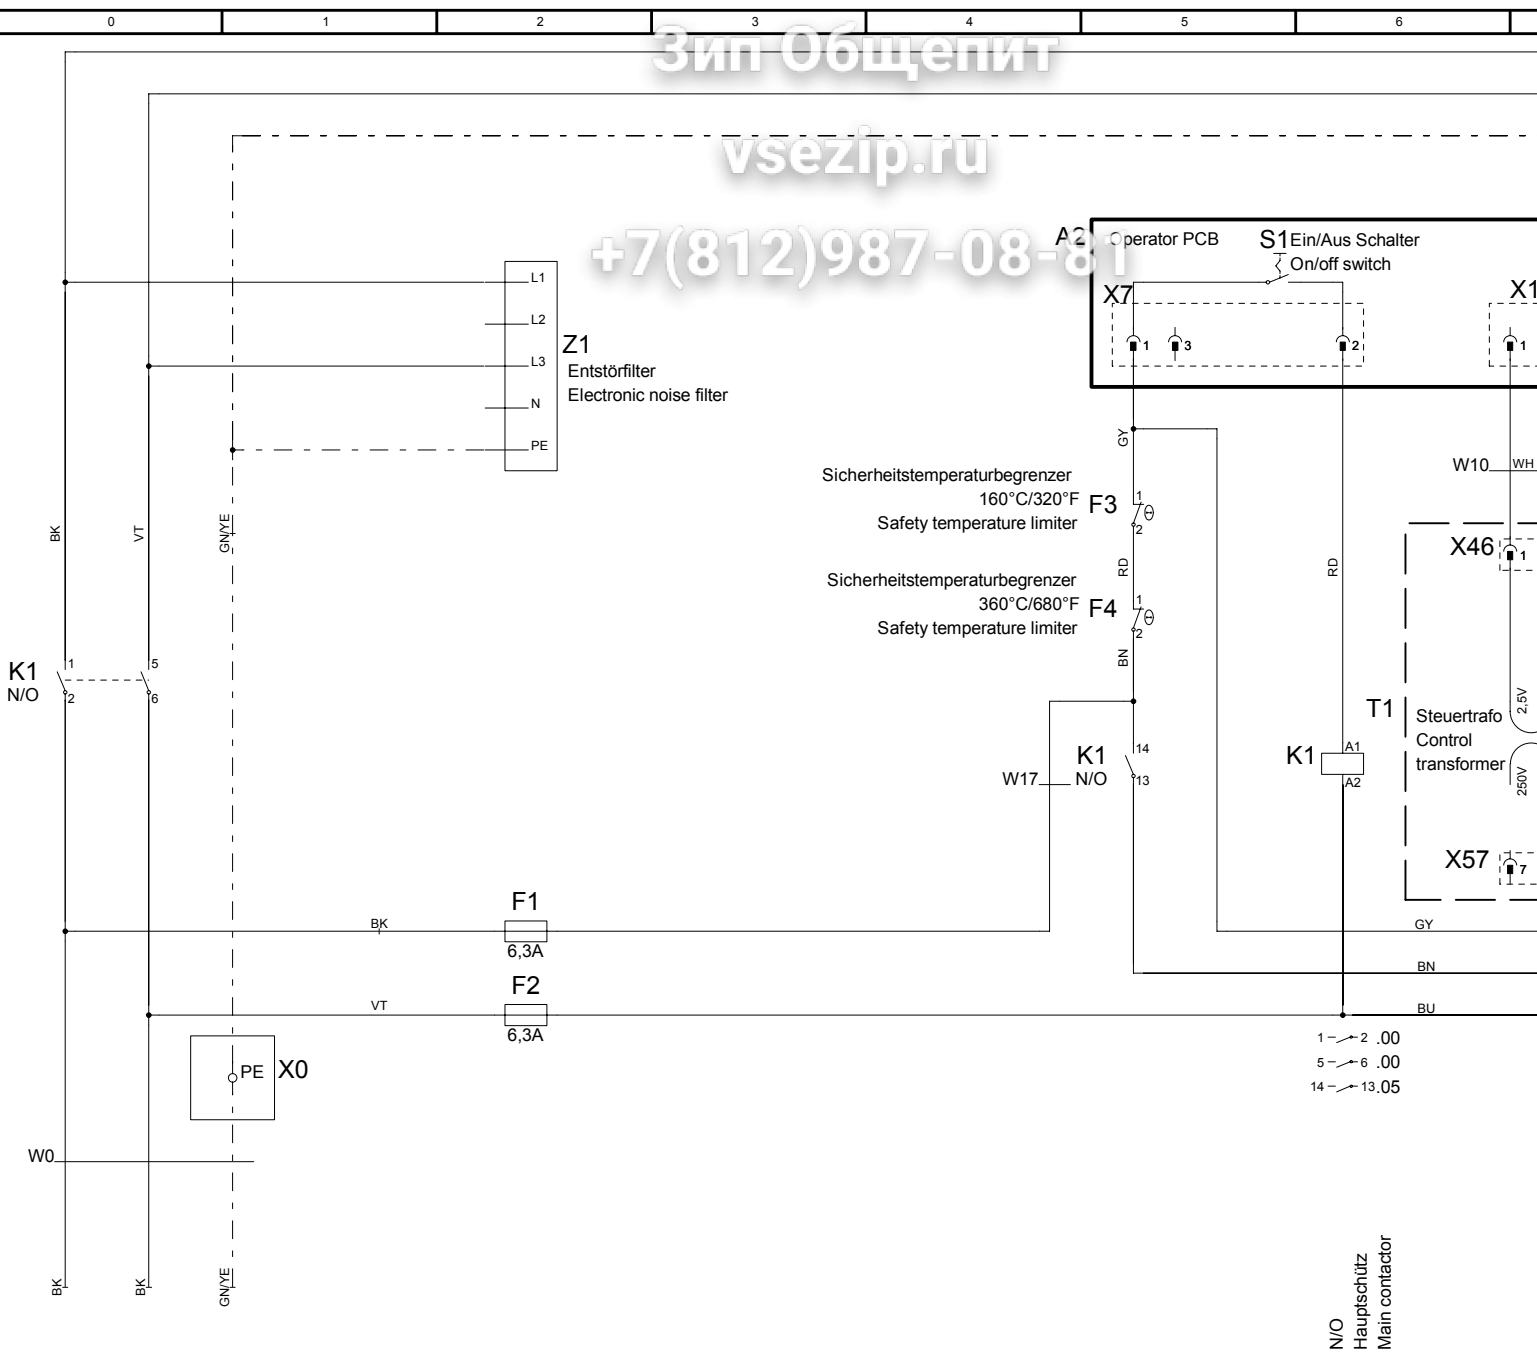 0 1 2 3 4 5 6
Зип Общепит
vsezip.ru
+7(812)987-08-81
A2 Operator PCB
S1 Ein/Aus Schalter
On/off switch
X7
X1
1 3 2 1
L1
L2
L3
N
PE
Z1
Entstörfilter
Electronic noise filter
GY
W10 WH
Sicherheitstemperaturbegrenzer
160°C/320°F
Safety temperature limiter
F3
1
2
BK
VT
GN/YE
RD
RD
X46
1
Sicherheitstemperaturbegrenzer
360°C/680°F
Safety temperature limiter
F4
1
2
BN
K1
N/O
1
2
5
6
T1
Steuertrafo
Control
transformer
2,5V
250V
K1
N/O
14
13
W17
K1
A1
A2
X57
7
F1
BK
6,3A
GY
BN
F2
VT
6,3A
BU
1 2 .00
5 6 .00
14 13 .05
PE
X0
W0
BK
BK
GN/YE
N/O
Hauptschütz
Main contactor